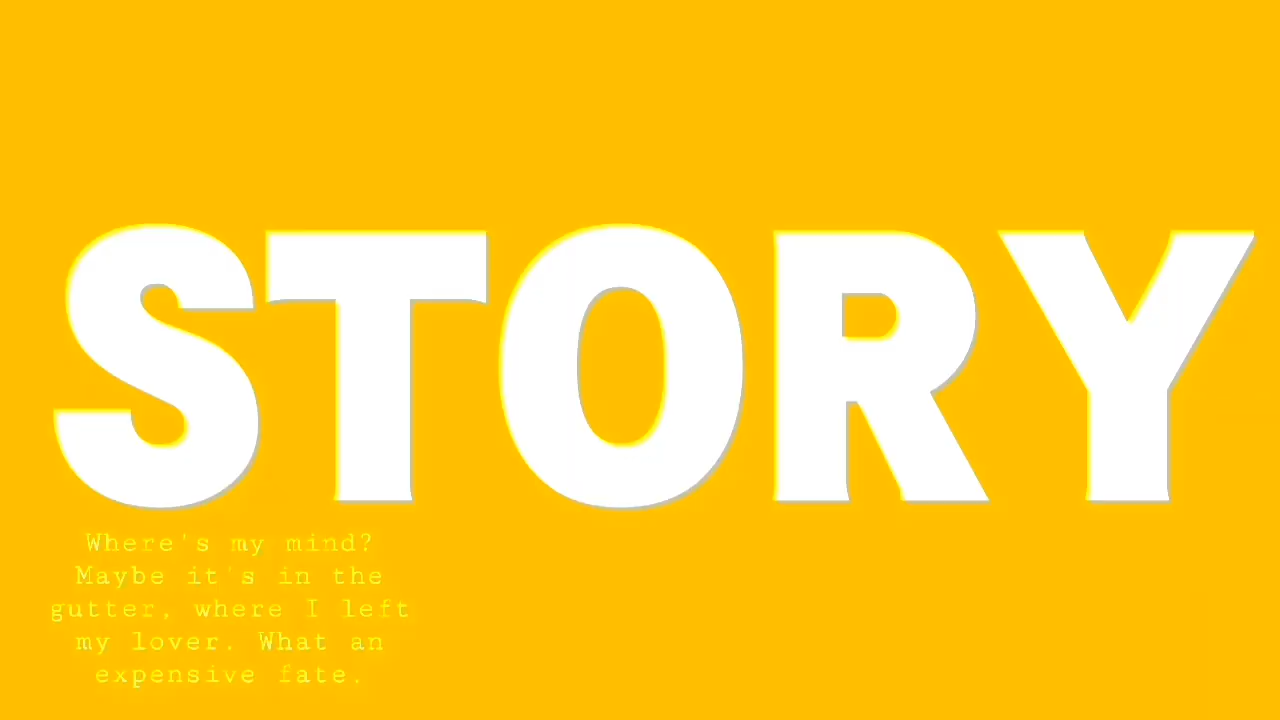 STORY
Where's my mind?
Maybe it's in the
gutter, where I left
my lover. What an
expensive fate.